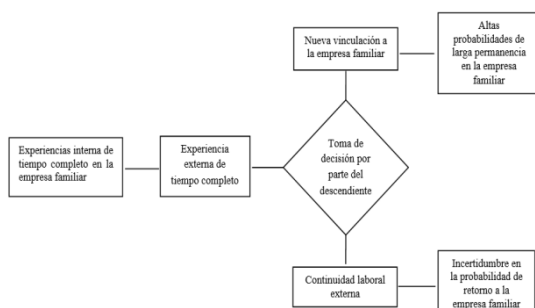 Nueva vinculación a
la empresa familiar
Altas
probabilidades de
larga permanencia
en la empresa
familiar
Experiencias interna de
tiempo completo en la
empresa familiar
Experiencia
externa de
tiempo completo
Toma de
decisión por
parte del
descendiente
Continuidad laboral
externa
Incertidumbre en
la probabilidad de
retorno a la
empresa familiar